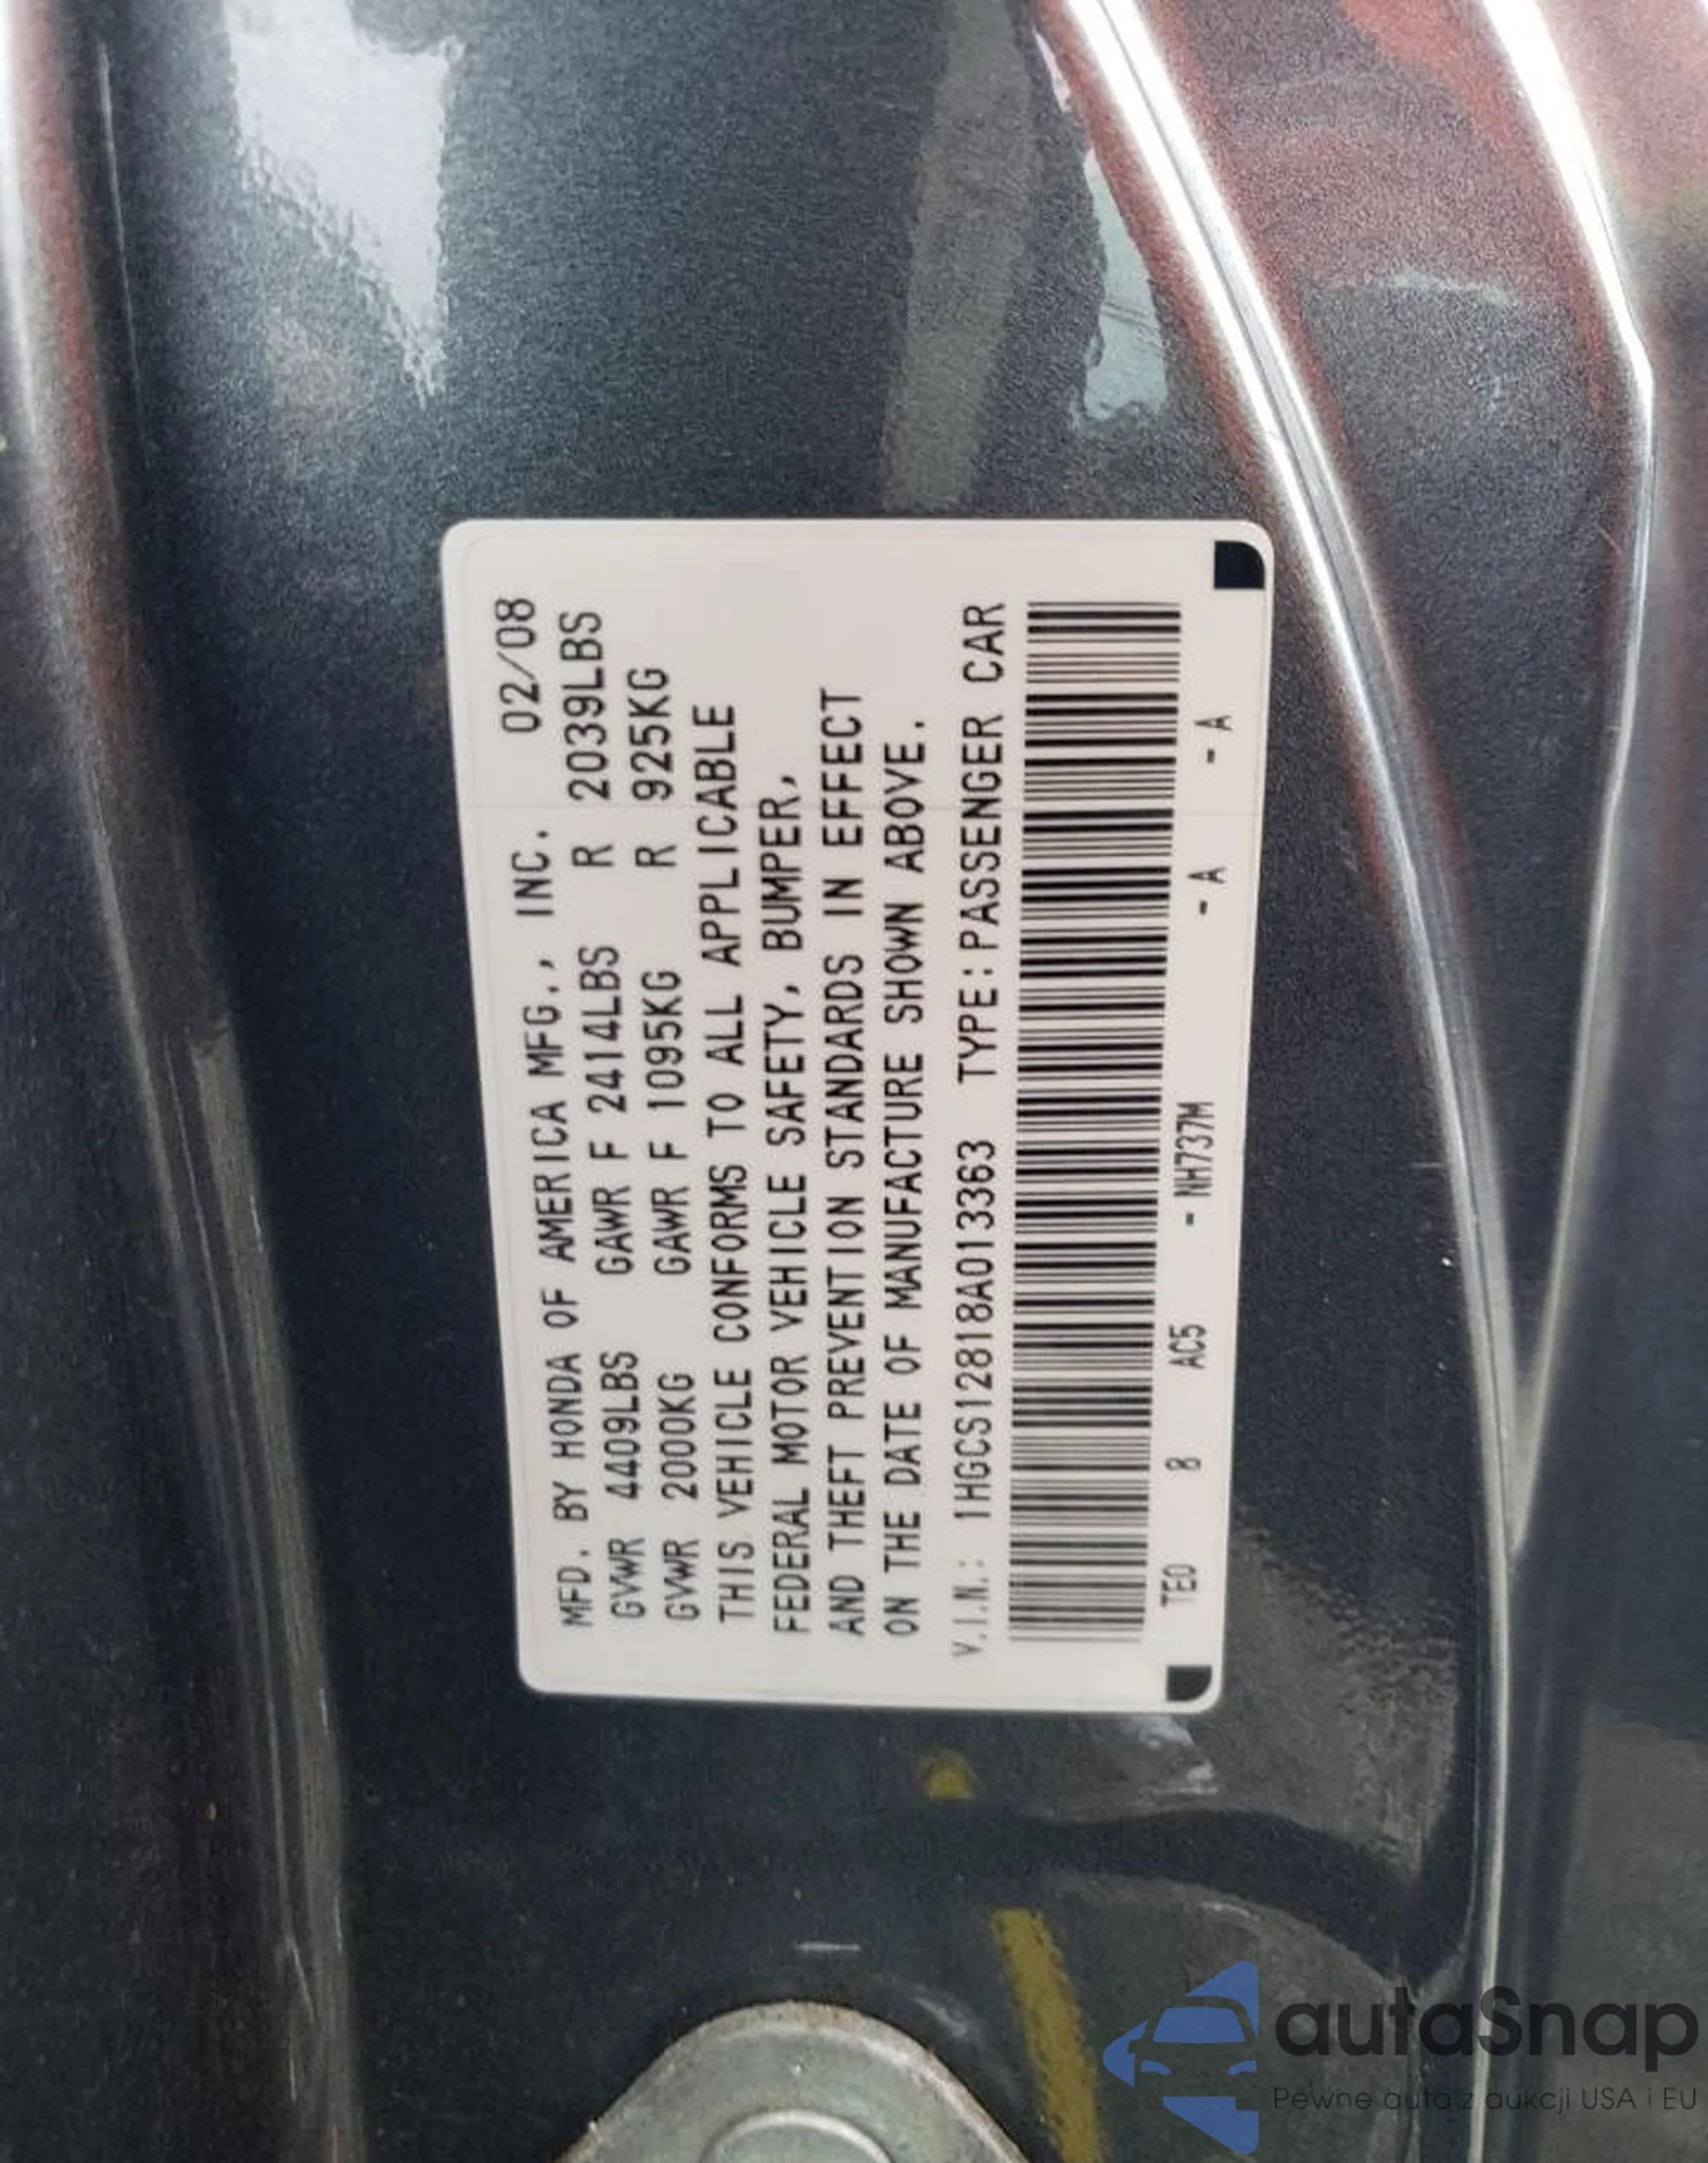 MFD. BY HONDA OF AMERICA MFG., INC. 02/08
GVWR 4409LBS GAWR F 2414LBS R 2039LBS
GVWR 2000KG GAWR F 1095KG R 925KG
THIS VEHICLE CONFORMS TO ALL APPLICABLE
FEDERAL MOTOR VEHICLE SAFETY, BUMPER,
AND THEFT PREVENTION STANDARDS IN EFFECT
ON THE DATE OF MANUFACTURE SHOWN ABOVE.
V.I.N.: 1HGCS12818A013363 TYPE:PASSENGER CAR
TE0 8 AC5 - NH737M - A - A
autaSnap
Pewne auta z aukcji USA i EU